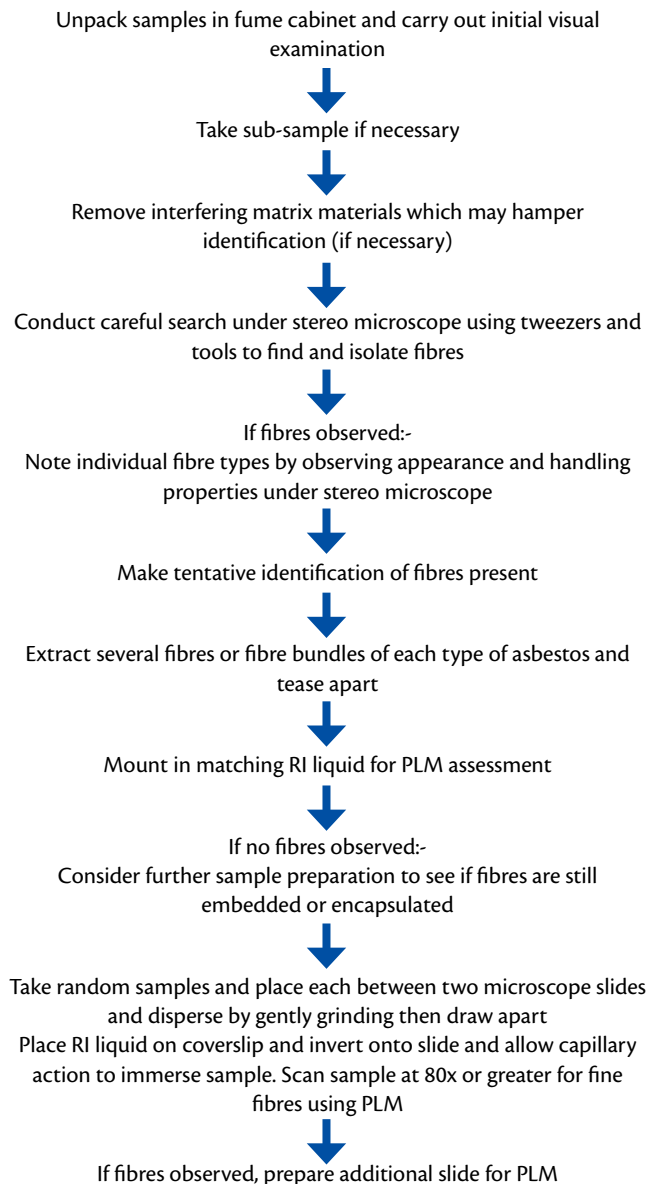 Unpack samples in fume cabinet and carry out initial visual
examination
Take sub-sample if necessary
Remove interfering matrix materials which may hamper
identification (if necessary)
Conduct careful search under stereo microscope using tweezers and
tools to find and isolate fibres
If fibres observed:-
Note individual fibre types by observing appearance and handling
properties under stereo microscope
Make tentative identification of fibres present
Extract several fibres or fibre bundles of each type of asbestos and
tease apart
Mount in matching RI liquid for PLM assessment
If no fibres observed:-
Consider further sample preparation to see if fibres are still
embedded or encapsulated
Take random samples and place each between two microscope slides
and disperse by gently grinding then draw apart
Place RI liquid on coverslip and invert onto slide and allow capillary
action to immerse sample. Scan sample at 80x or greater for fine
fibres using PLM
If fibres observed, prepare additional slide for PLM